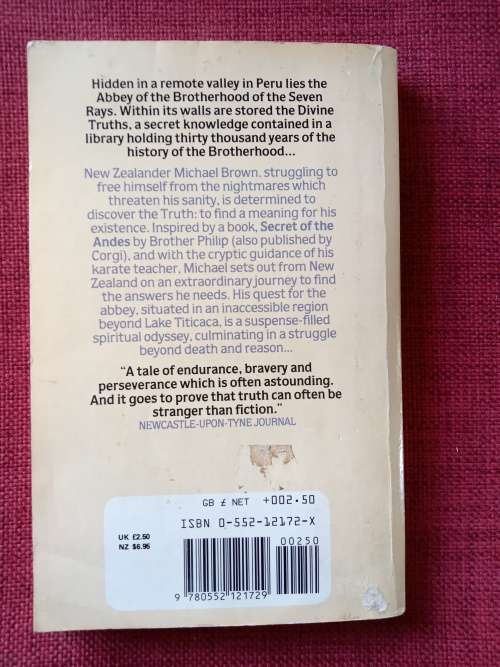 Hidden in a remote valley in Peru lies the
Abbey of the Brotherhood of the Seven
Rays. Within its walls are stored the Divine
Truths, a secret knowledge contained in a
library holding thirty thousand years of the
history of the Brotherhood...
New Zealander Michael Brown, struggling to
free himself from the nightmares which
threaten his sanity, is determined to
discover the Truth: to find a meaning for his
existence. Inspired by a book, Secret of the
Andes by Brother Philip (also published by
Corgi), and with the cryptic guidance of his
karate teacher, Michael sets out from New
Zealand on an extraordinary journey to find
the answers he needs. His quest for the
abbey, situated in an inaccessible region
beyond Lake Titicaca, is a suspense-filled
spiritual odyssey, culminating in a struggle
beyond death and reason...
"A tale of endurance, bravery and
perseverance which is often astounding.
And it goes to prove that truth can often be
stranger than fiction."
NEWCASTLE-UPON-TYNE JOURNAL
GB £ NET +002.50
ISBN 0-552-12172-X
UK £2.50
NZ $6.95
00250
9 780552 121729